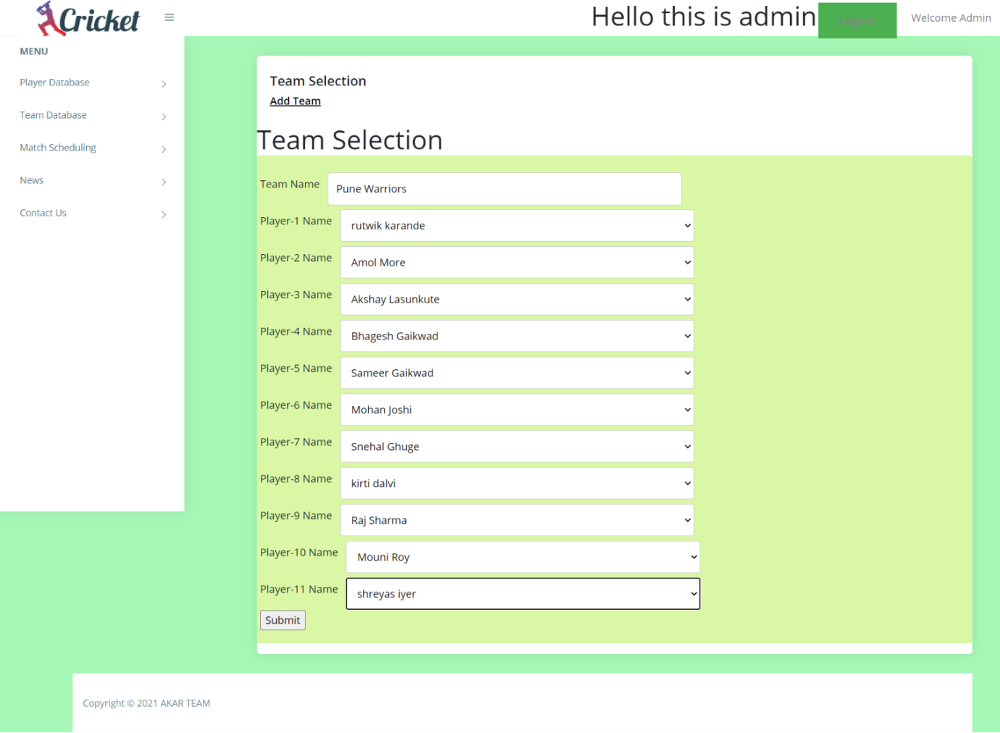 Cricket
Hello this is admin
Logout
Welcome Admin
MENU
Player Database
Team Database
Match Scheduling
News
Contact Us
Team Selection
Add Team
Team Selection
Team Name Pune Warriors
Player-1 Name rutwik karande
Player-2 Name Amol More
Player-3 Name Akshay Lasunkute
Player-4 Name Bhagesh Gaikwad
Player-5 Name Sameer Gaikwad
Player-6 Name Mohan Joshi
Player-7 Name Snehal Ghuge
Player-8 Name kirti dalvi
Player-9 Name Raj Sharma
Player-10 Name Mouni Roy
Player-11 Name shreyas iyer
Submit
Copyright © 2021 AKAR TEAM